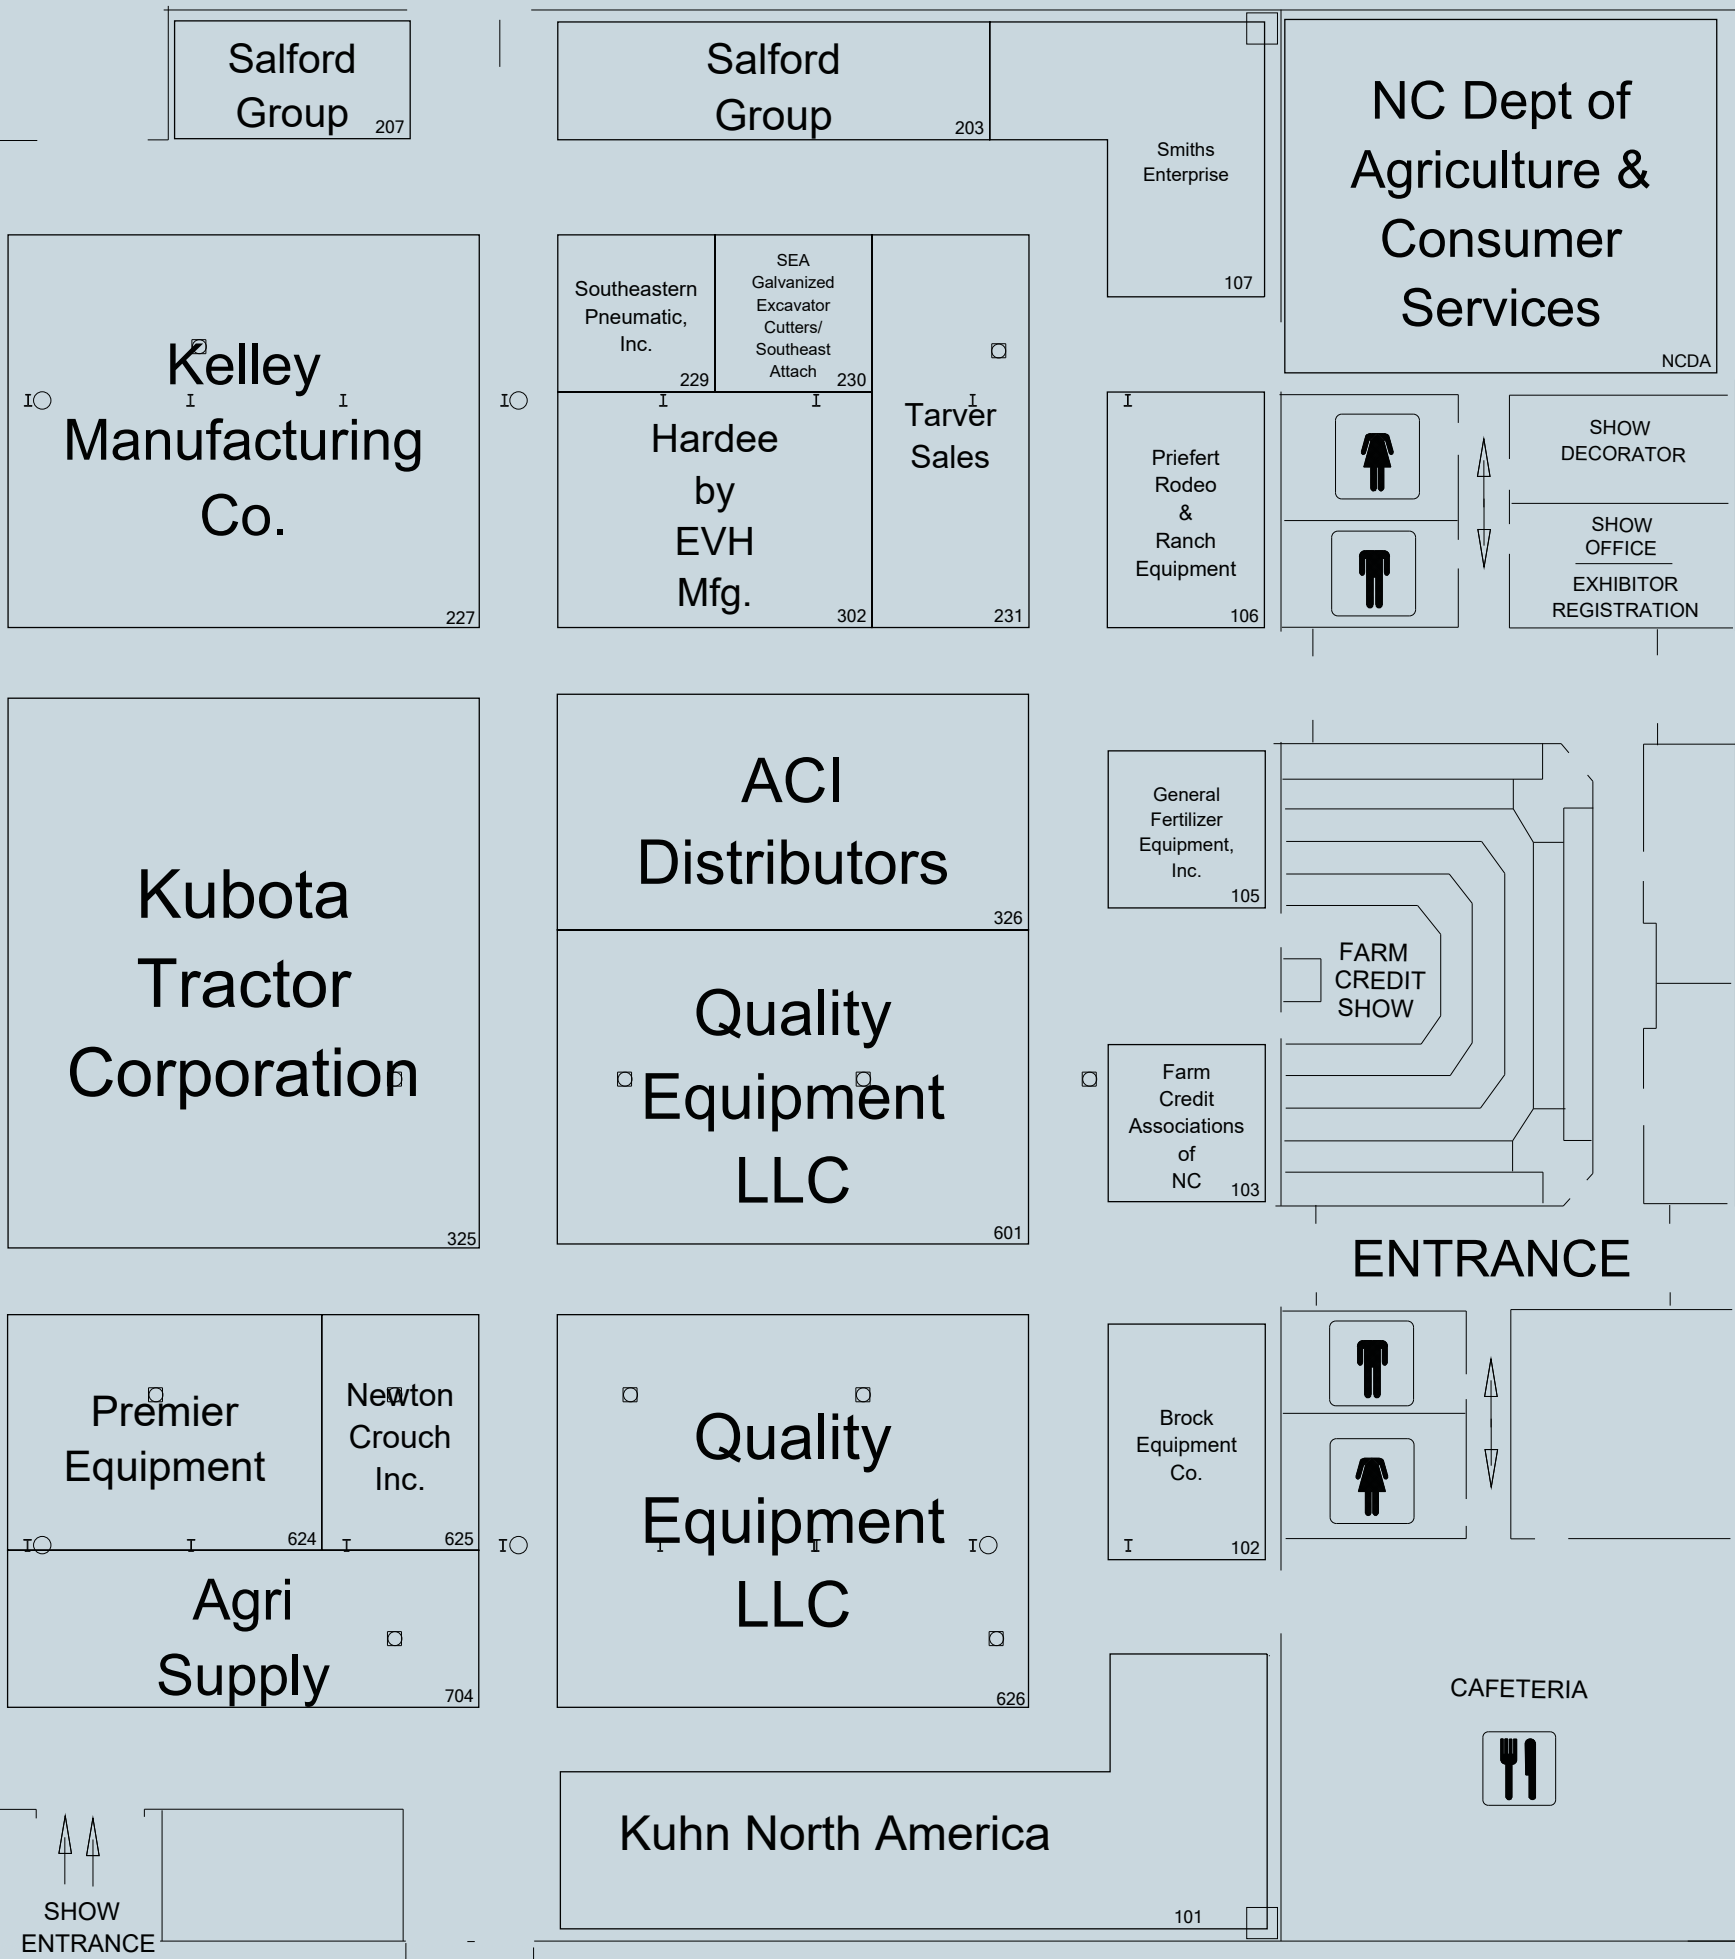 Salford
Group
207
Salford
Group
203
Smiths
Enterprise
107
NC Dept of
Agriculture &
Consumer
Services
NCDA
Kelley
Manufacturing
Co.
227
Southeastern
Pneumatic,
Inc.
229
SEA
Galvanized
Excavator
Cutters/
Southeast
Attach
230
Tarver
Sales
231
Hardee
by
EVH
Mfg.
302
Priefert
Rodeo
&
Ranch
Equipment
106
SHOW
DECORATOR
SHOW
OFFICE
EXHIBITOR
REGISTRATION
Kubota
Tractor
Corporation
325
ACI
Distributors
326
General
Fertilizer
Equipment,
Inc.
105
FARM
CREDIT
SHOW
Quality
Equipment
LLC
601
Farm
Credit
Associations
of
NC
103
ENTRANCE
Premier
Equipment
624
Newton
Crouch
Inc.
625
Quality
Equipment
LLC
626
Brock
Equipment
Co.
102
Agri
Supply
704
CAFETERIA
Kuhn North America
101
SHOW
ENTRANCE